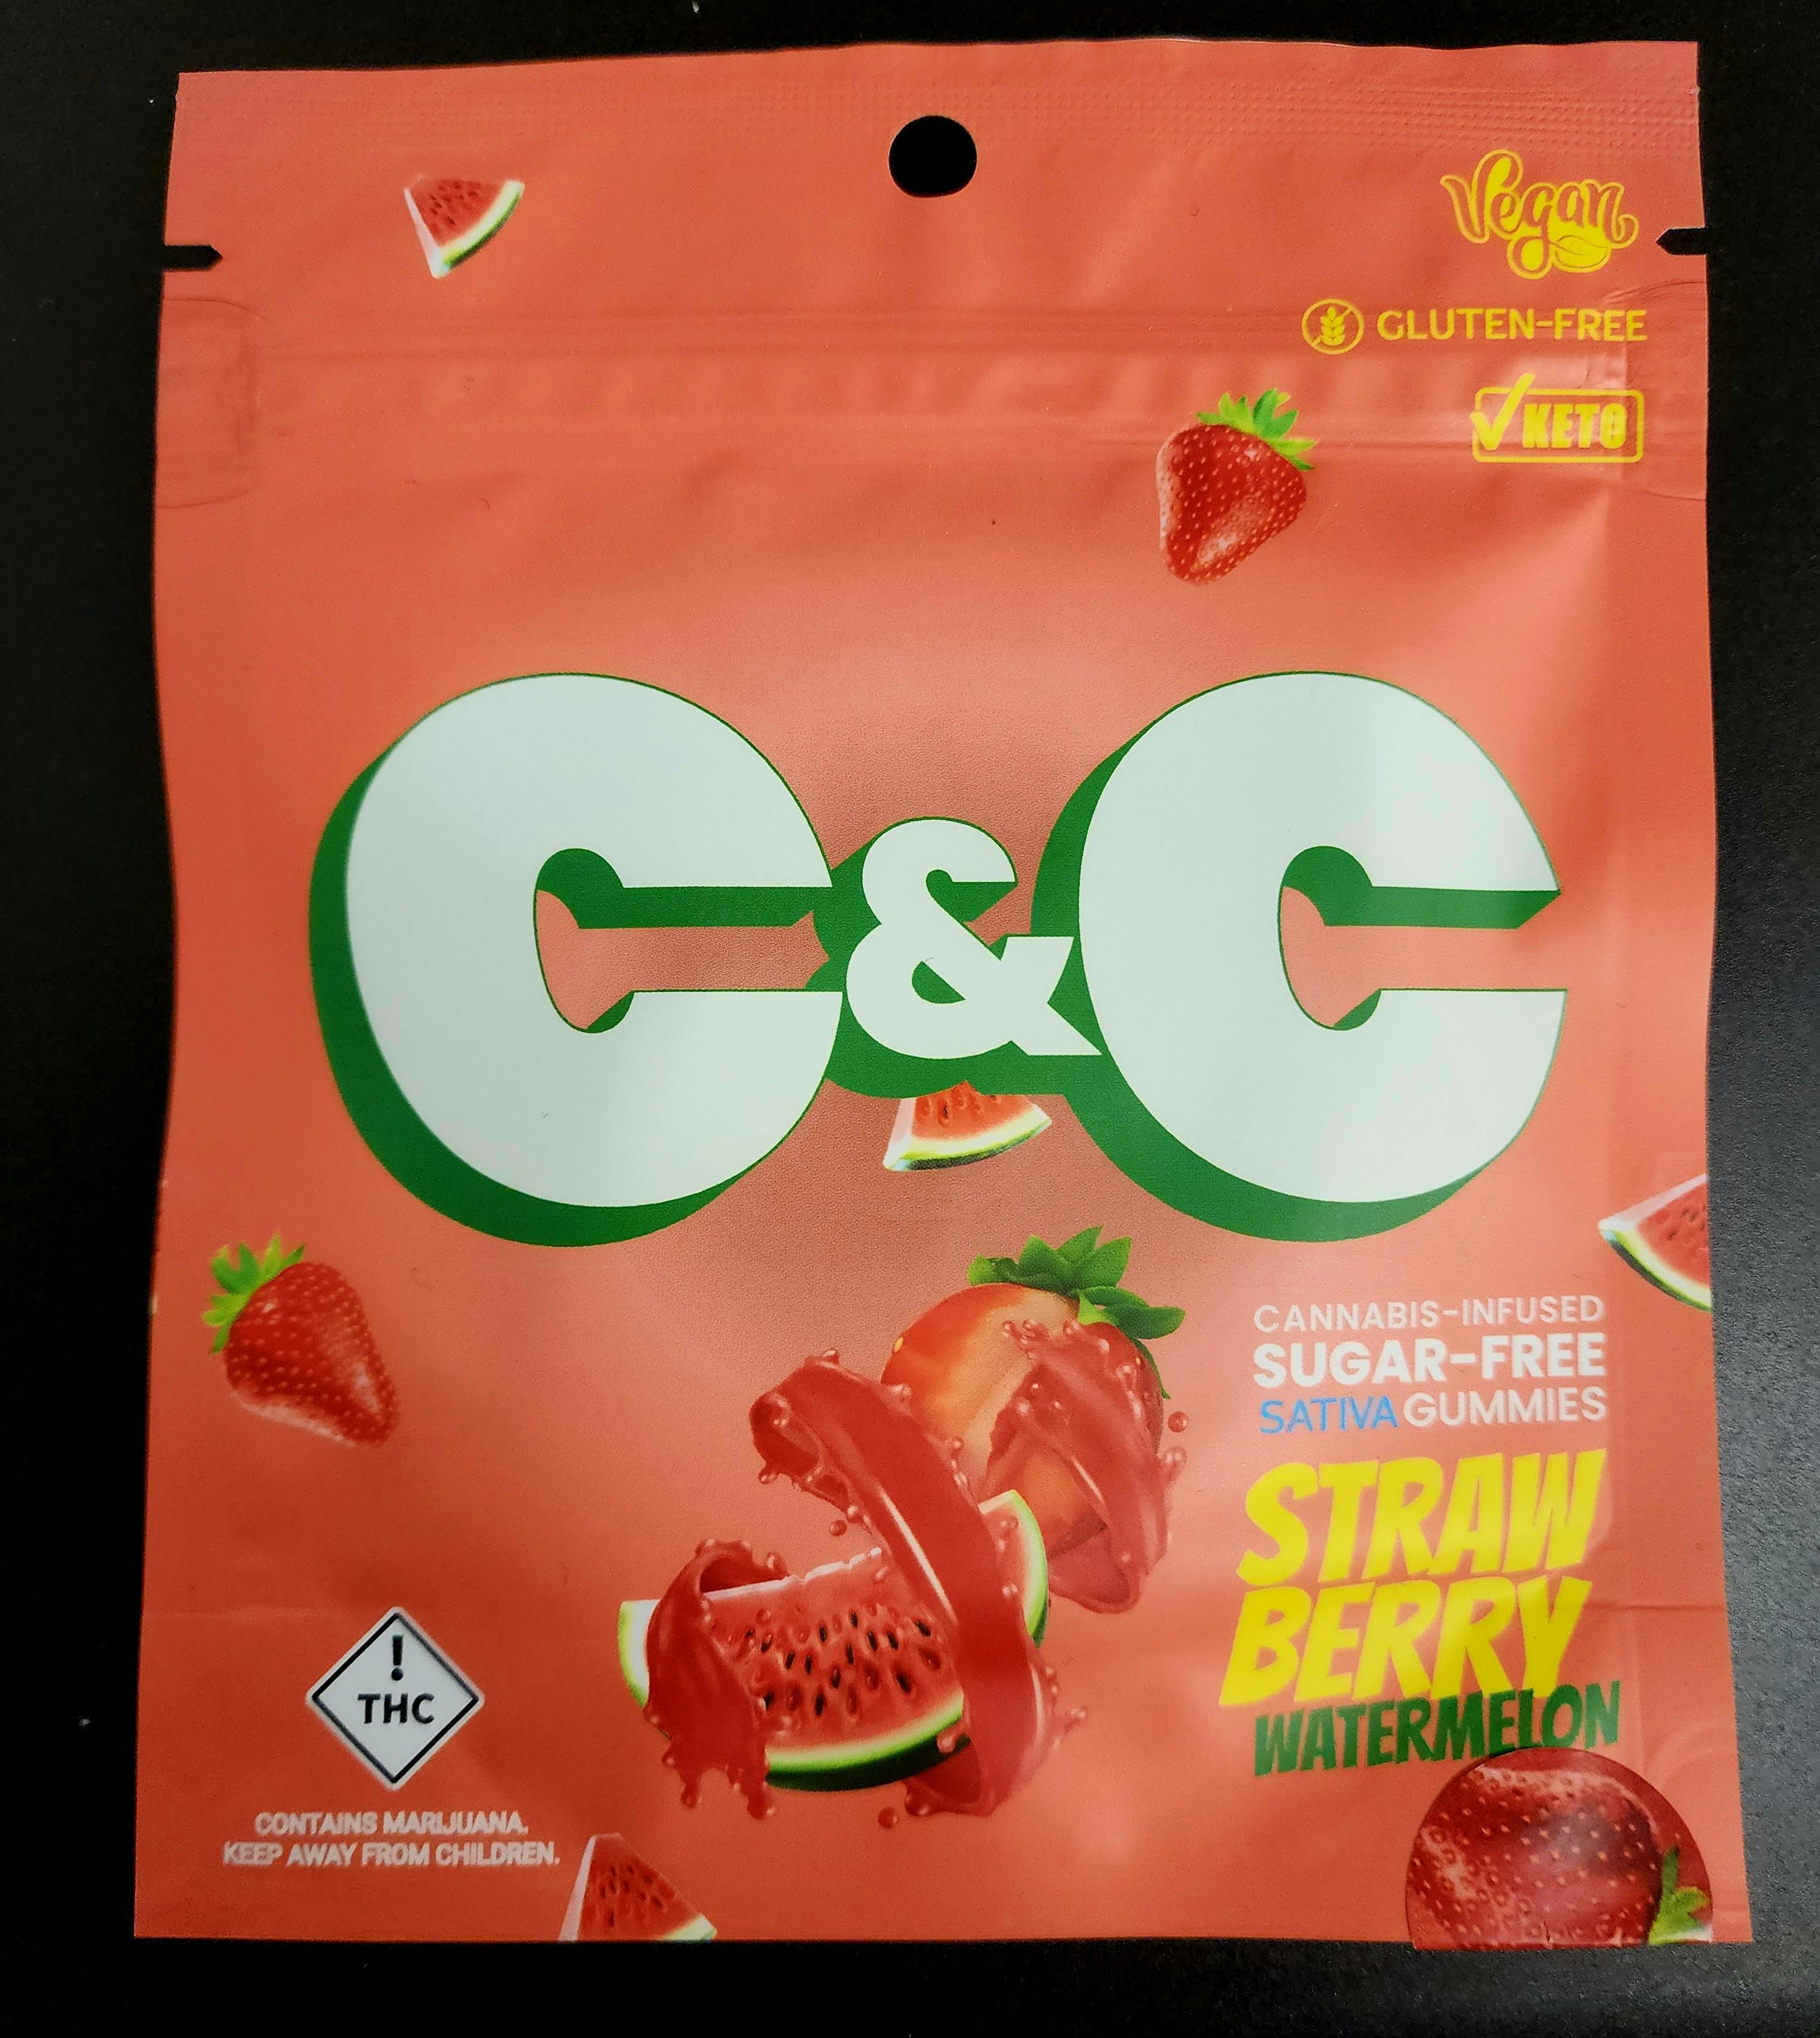 Vegan
GLUTEN-FREE
KETO
C&C
CANNABIS-INFUSED
SUGAR-FREE
SATIVA GUMMIES
STRAW
BERRY
WATERMELON
!
THC
CONTAINS MARIJUANA.
KEEP AWAY FROM CHILDREN.